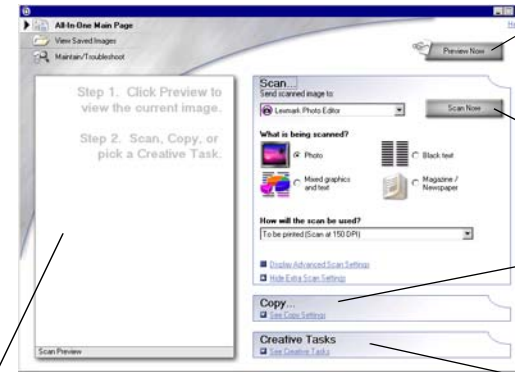 All-In-One Main Page
View Saved Images
Maintain/Troubleshoot
Preview Now
Step 1. Click Preview to
view the current image.
Step 2. Scan, Copy, or
pick a Creative Task.
Scan Preview
Scan...
Send scanned image to:
Lexmark Photo Editor
Scan Now
What is being scanned?
Photo
Black text
Mixed graphics
and text
Magazine /
Newspaper
How will the scan be used?
To be printed (Scan at 150 DPI)
Display Advanced Scan Settings
Hide Extra Scan Settings
Copy...
See Copy Settings
Creative Tasks
See Creative Tasks